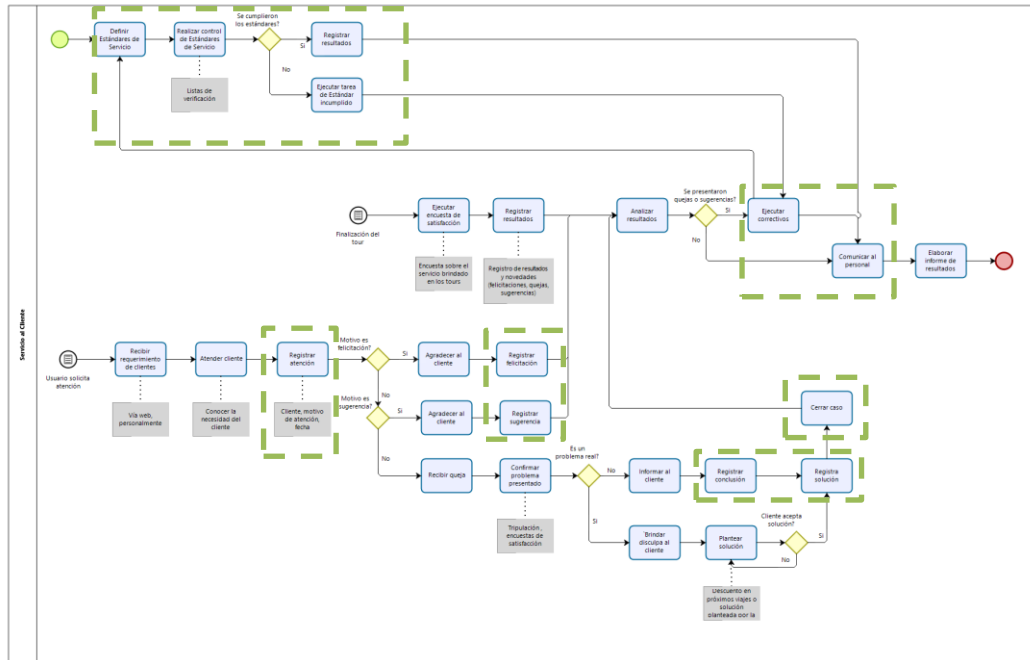 Servicio al Cliente
Definir
Estándares de
Servicio
Realizar control
de Estándares
de Servicio
Listas de
verificación
Se cumplieron
los estándares?
Si
No
Registrar
resultados
Ejecutar tarea
de Estándar
incumplido
Finalización del
tour
Ejecutar
encuesta de
satisfacción
Encuesta sobre el
servicio brindado
en los tours
Registrar
resultados
Registro de resultados
y novedades
(felicitaciones, quejas,
sugerencias)
Analizar
resultados
Se presentaron
quejas o sugerencias?
Si
No
Ejecutar
correctivos
Comunicar al
personal
Elaborar
informe de
resultados
Usuario solicita
atención
Recibir
requerimiento
de clientes
Vía web,
personalmente
Atender cliente
Conocer la
necesidad del
cliente
Registrar
atención
Cliente, motivo
de atención,
fecha
Motivo es
felicitación?
Si
No
Agradecer al
cliente
Registrar
felicitación
Motivo es
sugerencia?
Si
No
Agradecer al
cliente
Registrar
sugerencia
Recibir queja
Confirmar
problema
presentado
Tripulación ,
encuestas de
satisfacción
Es un
problema real?
No
Si
Informar al
cliente
Registrar
conclusión
Registra
solución
Cerrar caso
Brindar
disculpa al
cliente
Plantear
solución
Cliente acepta
solución?
Si
No
Descuento en
próximos viajes o
solución
planteada por la